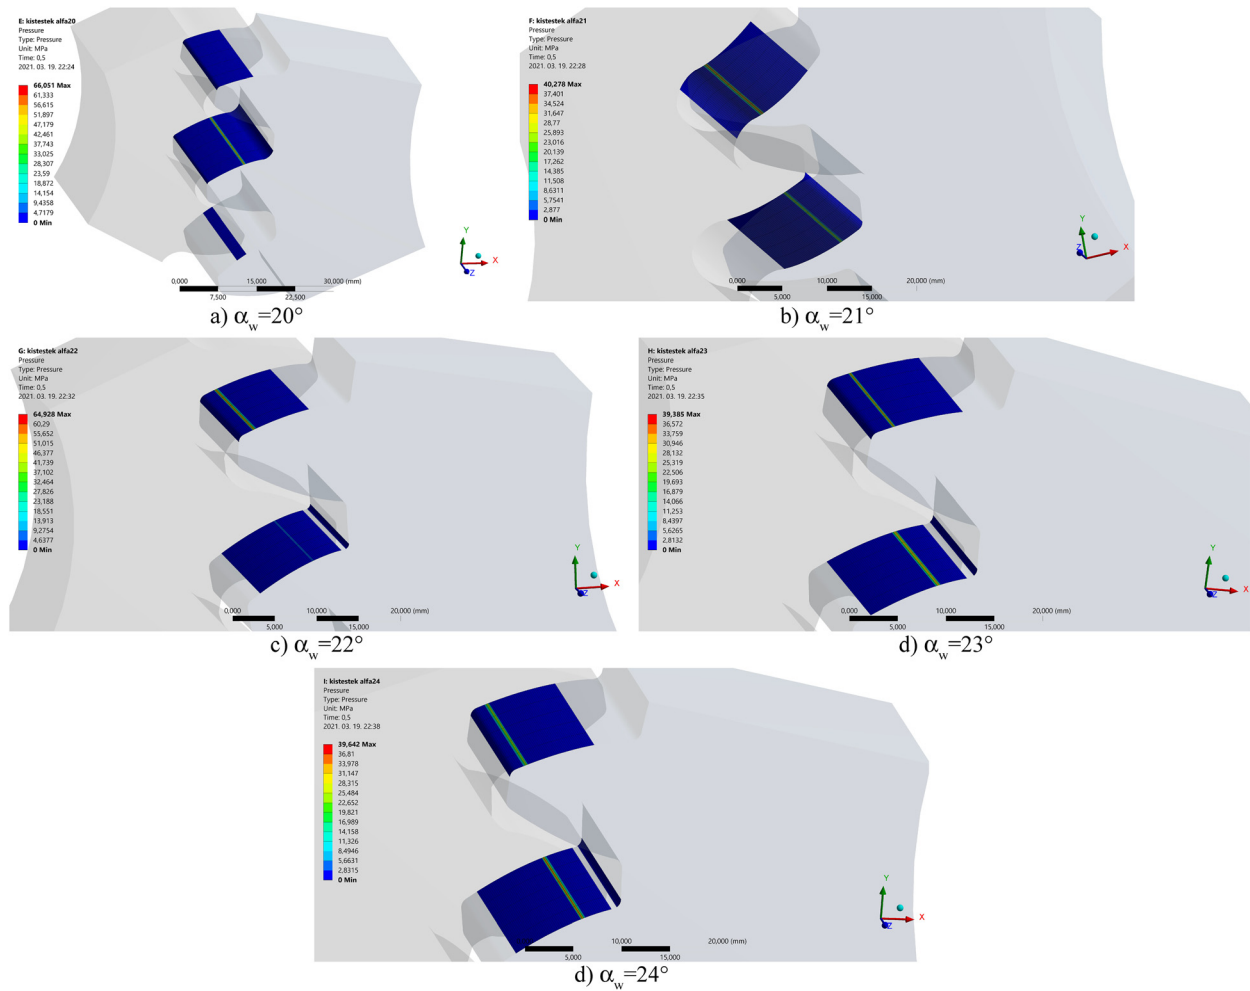 E: kistestek alfa20
Pressure
Type: Pressure
Unit: MPa
Time: 0,5
2021. 03. 19. 22:24
66,051 Max
61,333
56,615
51,897
47,179
42,461
37,743
33,025
28,307
23,59
18,872
14,154
9,4358
4,7179
0 Min
Y
X
Z
0,000 15,000 30,000 (mm)
7,500 22,500
a) αw=20°
F: kistestek alfa21
Pressure
Type: Pressure
Unit: MPa
Time: 0,5
2021. 03. 19. 22:28
40,278 Max
37,401
34,524
31,647
28,77
25,893
23,016
20,139
17,262
14,385
11,508
8,6311
5,7541
2,877
0 Min
Y
X
Z
0,000 10,000 20,000 (mm)
5,000 15,000
b) αw=21°
G: kistestek alfa22
Pressure
Type: Pressure
Unit: MPa
Time: 0,5
2021. 03. 19. 22:32
64,928 Max
60,29
55,652
51,015
46,377
41,739
37,102
32,464
27,826
23,188
18,551
13,913
9,2754
4,6377
0 Min
Y
X
Z
0,000 10,000 20,000 (mm)
5,000 15,000
c) αw=22°
H: kistestek alfa23
Pressure
Type: Pressure
Unit: MPa
Time: 0,5
2021. 03. 19. 22:35
39,385 Max
36,572
33,759
30,946
28,132
25,319
22,506
19,693
16,879
14,066
11,253
8,4397
5,6265
2,8132
0 Min
Y
X
Z
0,000 10,000 20,000 (mm)
5,000 15,000
d) αw=23°
I: kistestek alfa24
Pressure
Type: Pressure
Unit: MPa
Time: 0,5
2021. 03. 19. 22:38
39,642 Max
36,81
33,978
31,147
28,315
25,484
22,652
19,821
16,989
14,158
11,326
8,4946
5,6631
2,8315
0 Min
Y
X
Z
10,000 20,000 (mm)
5,000 15,000
d) αw=24°